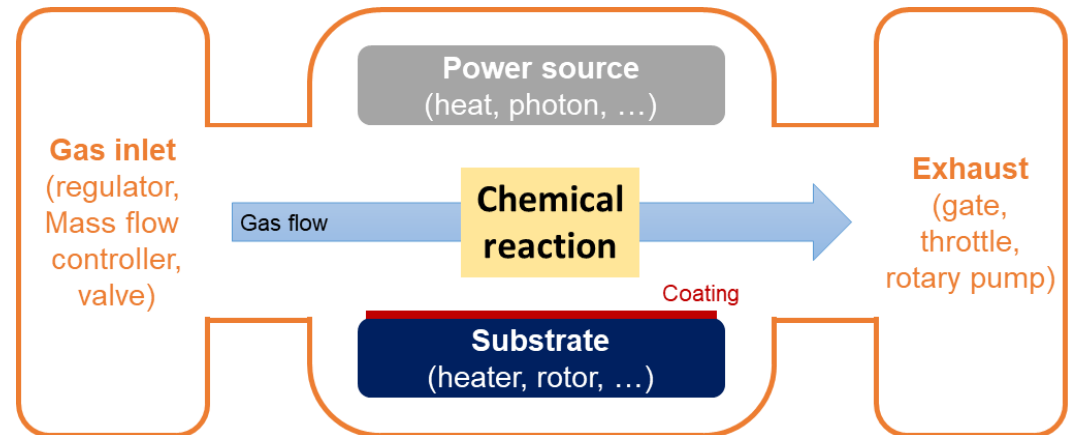 Power source
(heat, photon, …)
Gas inlet
(regulator,
Mass flow
controller,
valve)
Gas flow
Chemical
reaction
Exhaust
(gate,
throttle,
rotary pump)
Coating
Substrate
(heater, rotor, …)